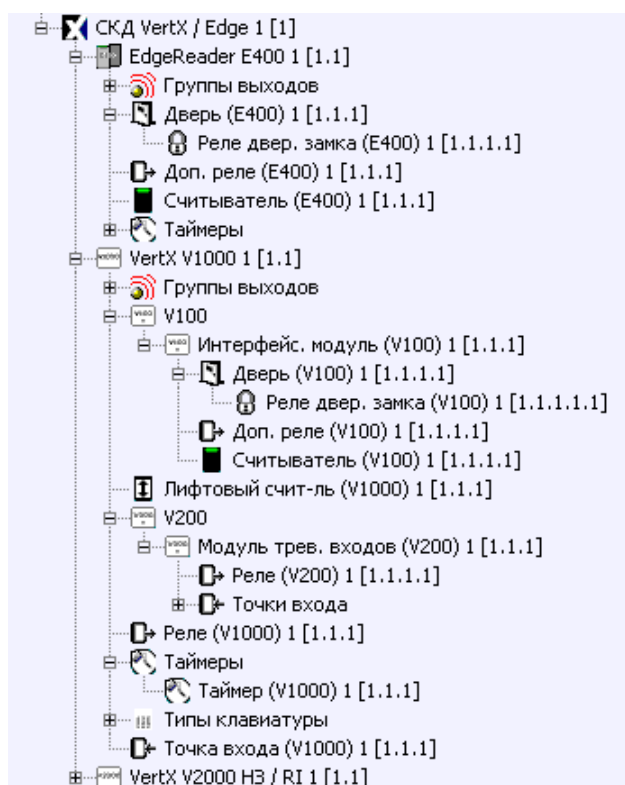 СКД VertX / Edge 1 [1]
EdgeReader E400 1 [1.1]
Группы выходов
Дверь (E400) 1 [1.1.1]
Реле двер. замка (E400) 1 [1.1.1.1]
Доп. реле (E400) 1 [1.1.1]
Считыватель (E400) 1 [1.1.1]
Таймеры
VertX V1000 1 [1.1]
Группы выходов
V100
Интерфейс. модуль (V100) 1 [1.1.1]
Дверь (V100) 1 [1.1.1.1]
Реле двер. замка (V100) 1 [1.1.1.1.1]
Доп. реле (V100) 1 [1.1.1.1]
Считыватель (V100) 1 [1.1.1.1]
Лифтовый счит-ль (V1000) 1 [1.1.1]
V200
Модуль трев. входов (V200) 1 [1.1.1]
Реле (V200) 1 [1.1.1.1]
Точки входа
Реле (V1000) 1 [1.1.1]
Таймеры
Таймер (V1000) 1 [1.1.1]
Типы клавиатуры
Точка входа (V1000) 1 [1.1.1]
VertX V2000 H3 / RI 1 [1.1]